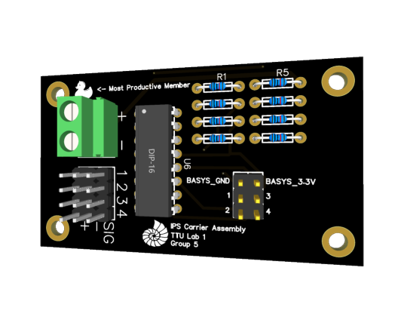 <- Most Productive Member
R1
R5
+
-
DIP-16
U6
1
2
3
4
BASYS_GND
BASYS_3.3V
1
3
2
4
+
-
SIG
IPS Carrier Assembly
TTU Lab 1
Group 5